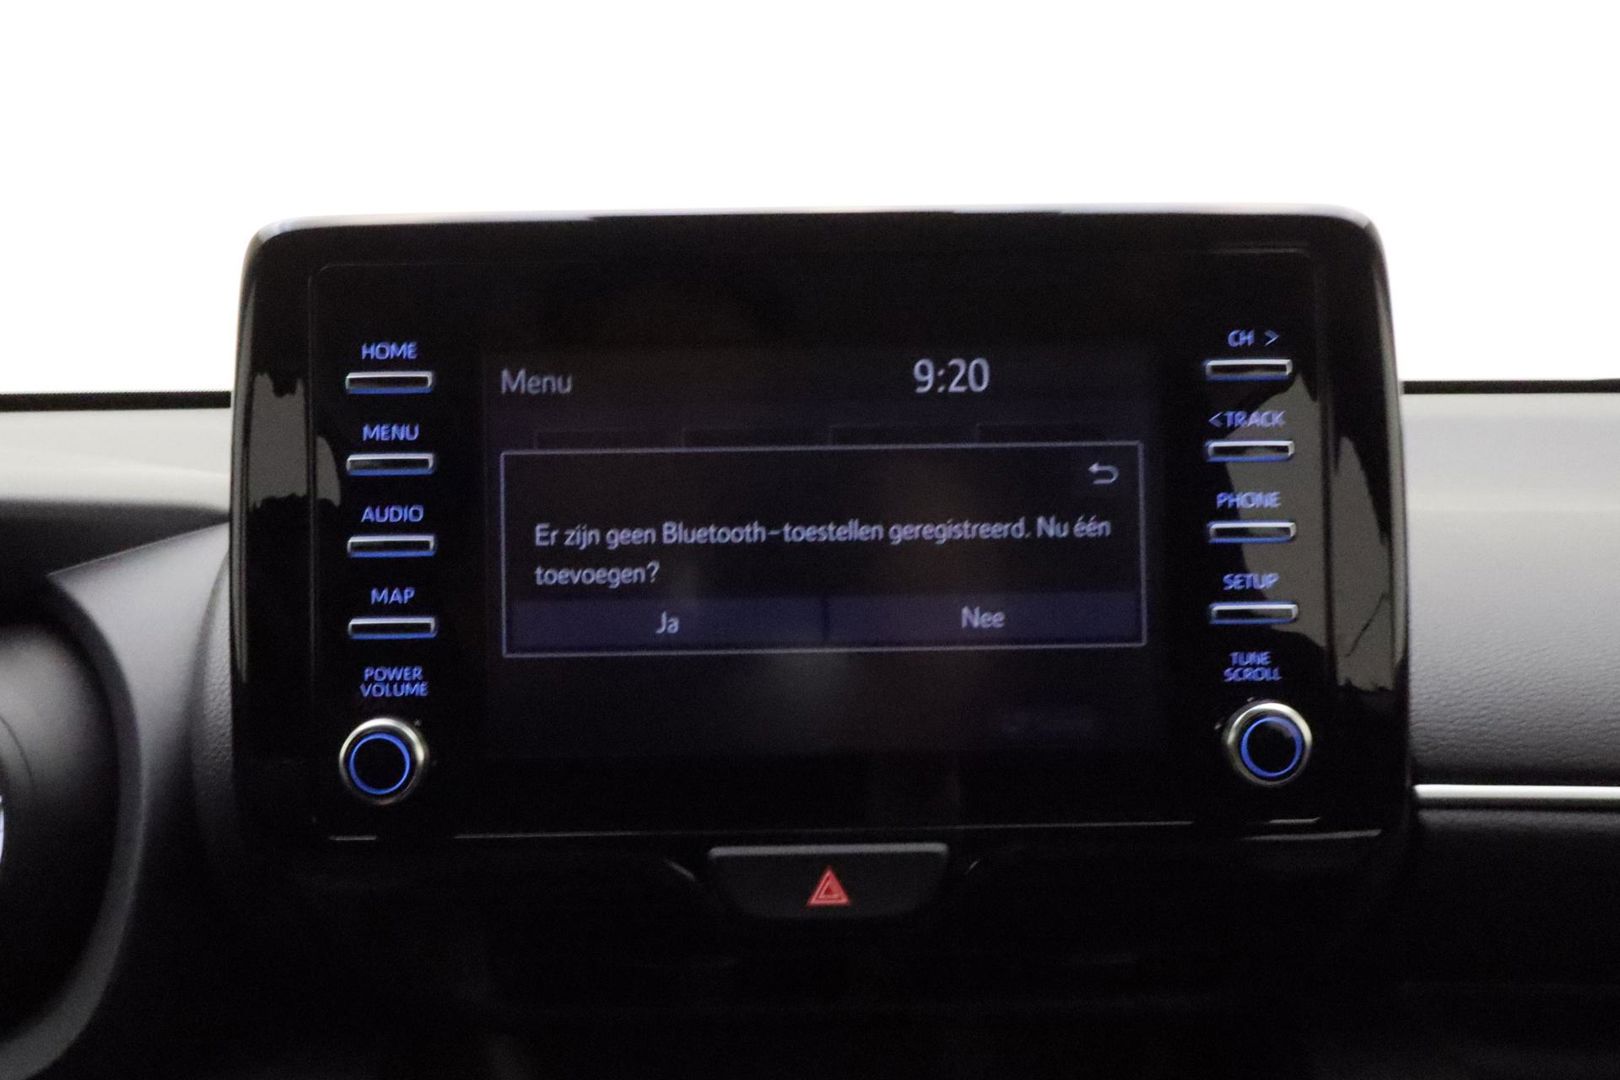 HOME
MENU
AUDIO
MAP
POWER
VOLUME
Menu
9:20
Er zijn geen Bluetooth-toestellen geregistreerd. Nu één
toevoegen?
Ja
Nee
CH >
< TRACK
PHONE
SETUP
TUNE
SCROLL